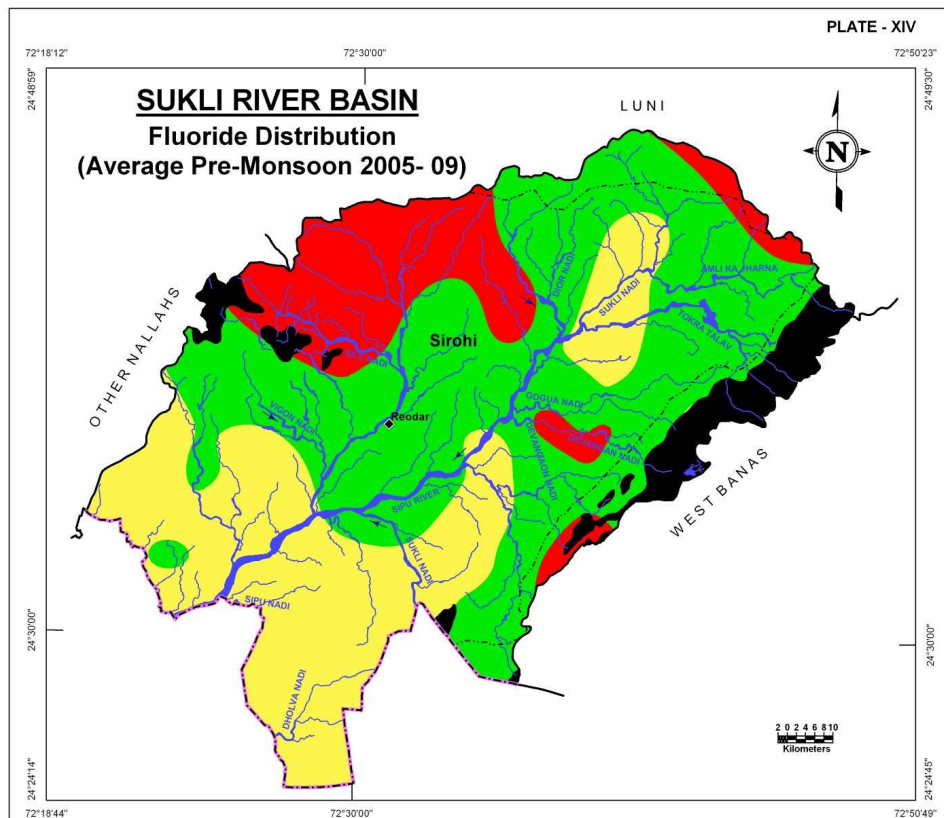 PLATE - XIV
72°18'12"
72°30'00"
72°50'23"
24°48'59"
24°49'30"
SUKLI RIVER BASIN
Fluoride Distribution
(Average Pre-Monsoon 2005- 09)
LUNI
N
OTHER NALLAHS
DIOR NADI
SUKLI NADI
AMLI KA JHARNA
TOKRA TALAV
Sirohi
NADI
Reodar
VIGON NADI
GOGUA NADI
DEVANGAN NADI
WEST BANAS
SIPU RIVER
SUKLI NADI
SIPU NADI
DHOLVA NADI
24°30'00"
24°30'00"
2 0 2 4 6 8 10
Kilometers
24°24'14"
24°24'45"
72°18'44"
72°30'00"
72°50'49"